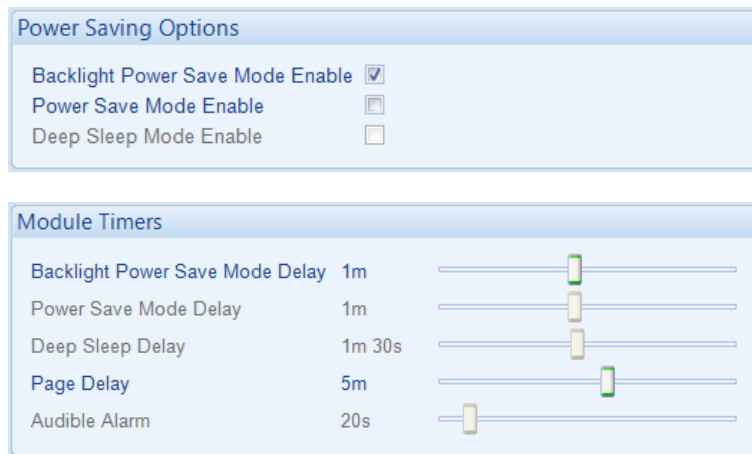 Power Saving Options
Backlight Power Save Mode Enable
Power Save Mode Enable
Deep Sleep Mode Enable
Module Timers
Backlight Power Save Mode Delay 1m
Power Save Mode Delay 1m
Deep Sleep Delay 1m 30s
Page Delay 5m
Audible Alarm 20s